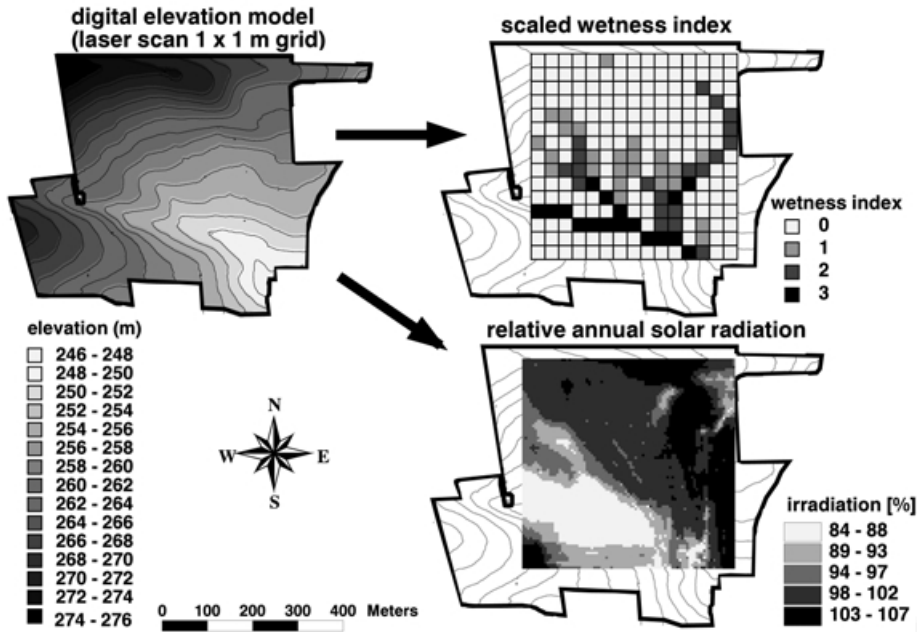 digital elevation model
(laser scan 1 x 1 m grid)
scaled wetness index
wetness index
0
1
2
3
elevation (m)
246 - 248
248 - 250
250 - 252
252 - 254
254 - 256
256 - 258
258 - 260
260 - 262
262 - 264
264 - 266
266 - 268
268 - 270
270 - 272
272 - 274
274 - 276
N
W
E
S
0 100 200 300 400 Meters
relative annual solar radiation
irradiation [%]
84 - 88
89 - 93
94 - 97
98 - 102
103 - 107